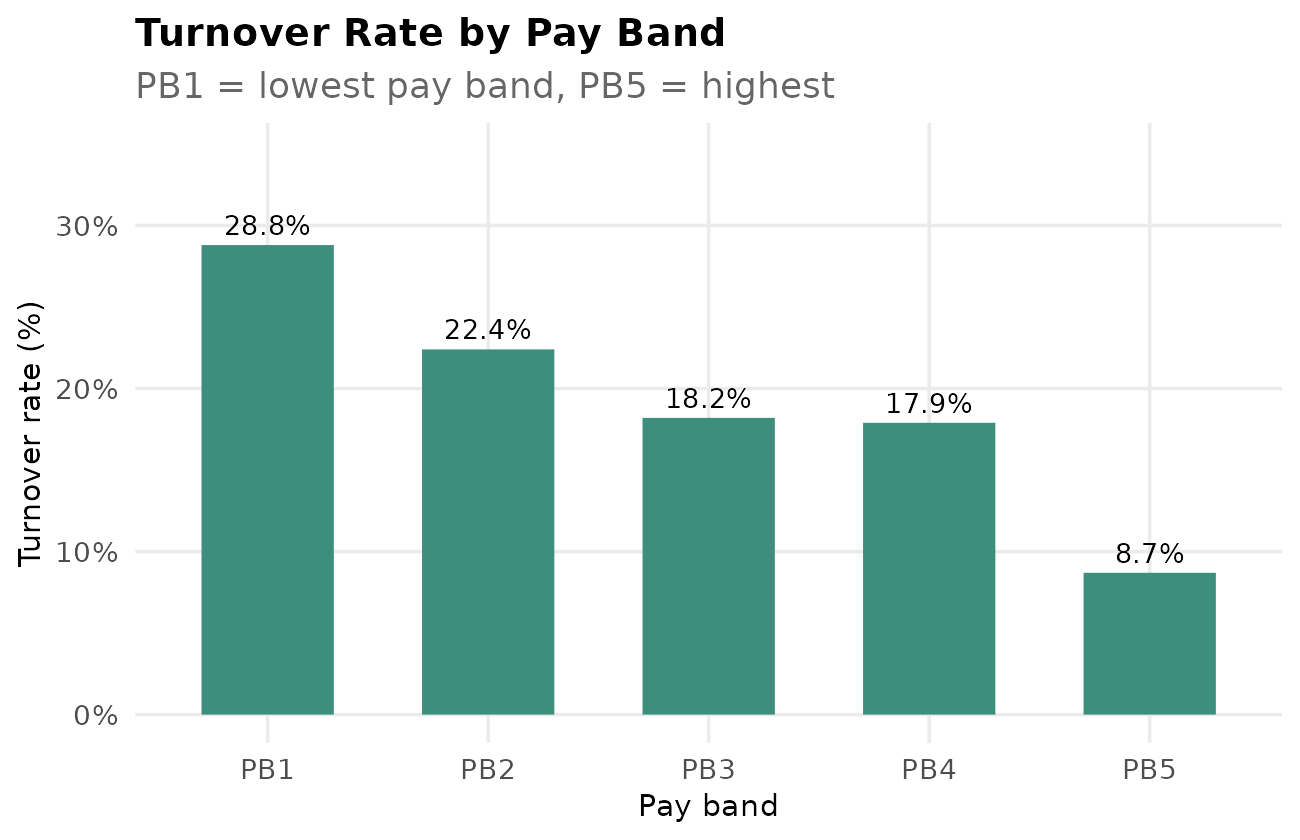 Turnover Rate by Pay Band
PB1 = lowest pay band, PB5 = highest
Turnover rate (%)
30%
20%
10%
0%
28.8%
22.4%
18.2%
17.9%
8.7%
PB1 PB2 PB3 PB4 PB5
Pay band